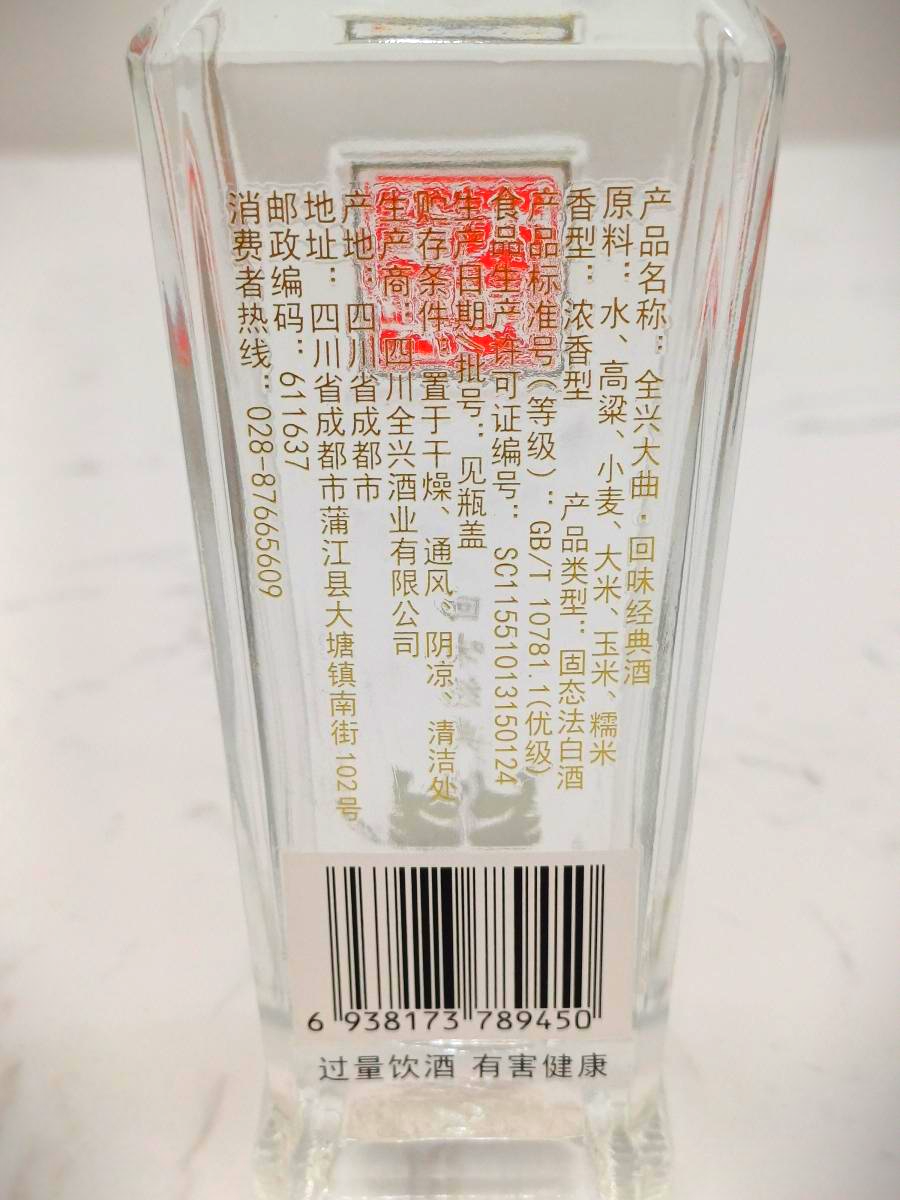 产品名称：全兴大曲·回味经典酒
原料：水、高粱、小麦、大米、玉米、糯米
香型：浓香型 产品类型：固态法白酒
产品标准号（等级）：GB/T 10781.1（优级）
食品生产许可证编号：SC11551013150124
生产日期/批号：见瓶盖
贮存条件：置于干燥、通风、阴凉、清洁处
生产商：四川全兴酒业有限公司
产地：四川省成都市
地址：四川省成都市蒲江县大塘镇南街102号
邮政编码：611637
消费者热线：028-87665609
6 938173 789450
过量饮酒 有害健康